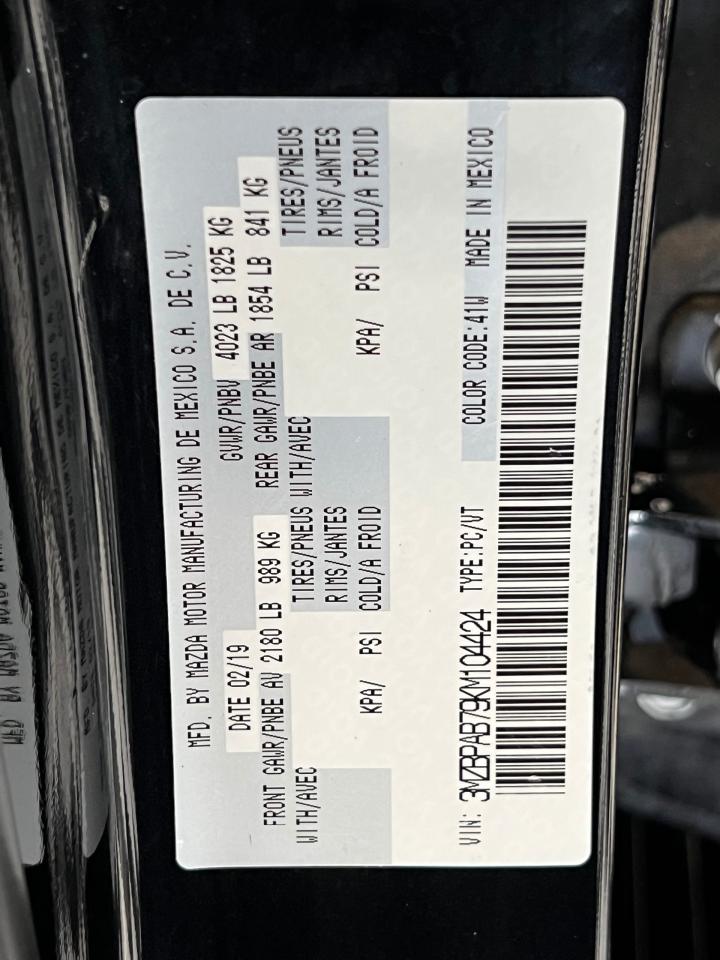 MFD. BY MAZDA MOTOR MANUFACTURING DE MEXICO S.A. DE C.V.
DATE 02/19 GVWR/PNBV 4023 LB 1825 KG
FRONT GAWR/PNBE AV 2180 LB 989 KG REAR GAWR/PNBE AR 1854 LB 841 KG
WITH/AVEC TIRES/PNEUS WITH/AVEC TIRES/PNEUS
RIMS/JANTES RIMS/JANTES
KPA/ PSI COLD/A FROID KPA/ PSI COLD/A FROID
VIN: 3MZBPAB79KM104424 TYPE:PC/VT COLOR CODE:41W MADE IN MEXICO